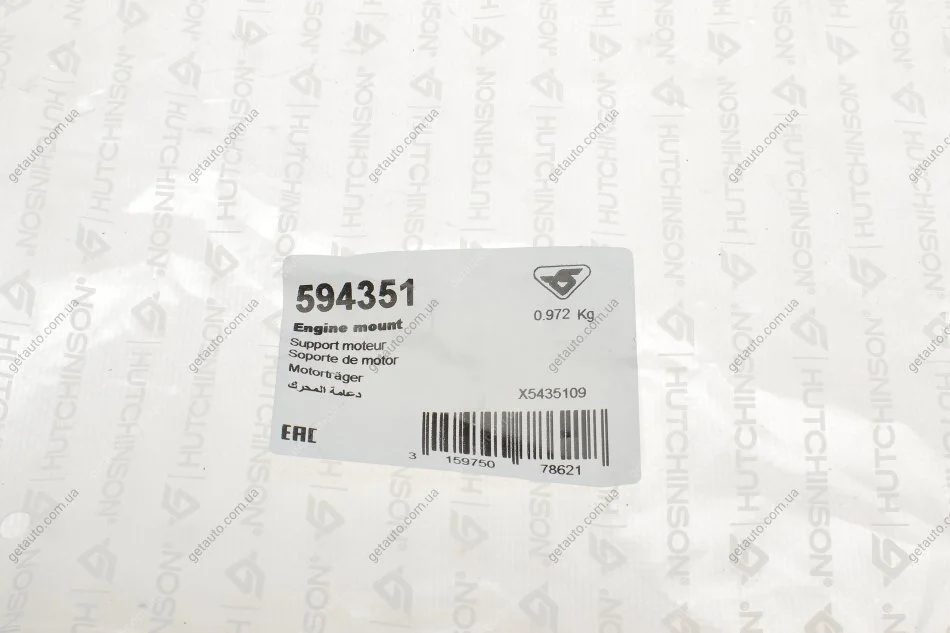 594351
0.972 Kg
Engine mount
Support moteur
Soporte de motor
Motorträger
دعامة المحرك
X5435109
EAC
3 159750 78621
HUTCHINSON
getauto.com.ua